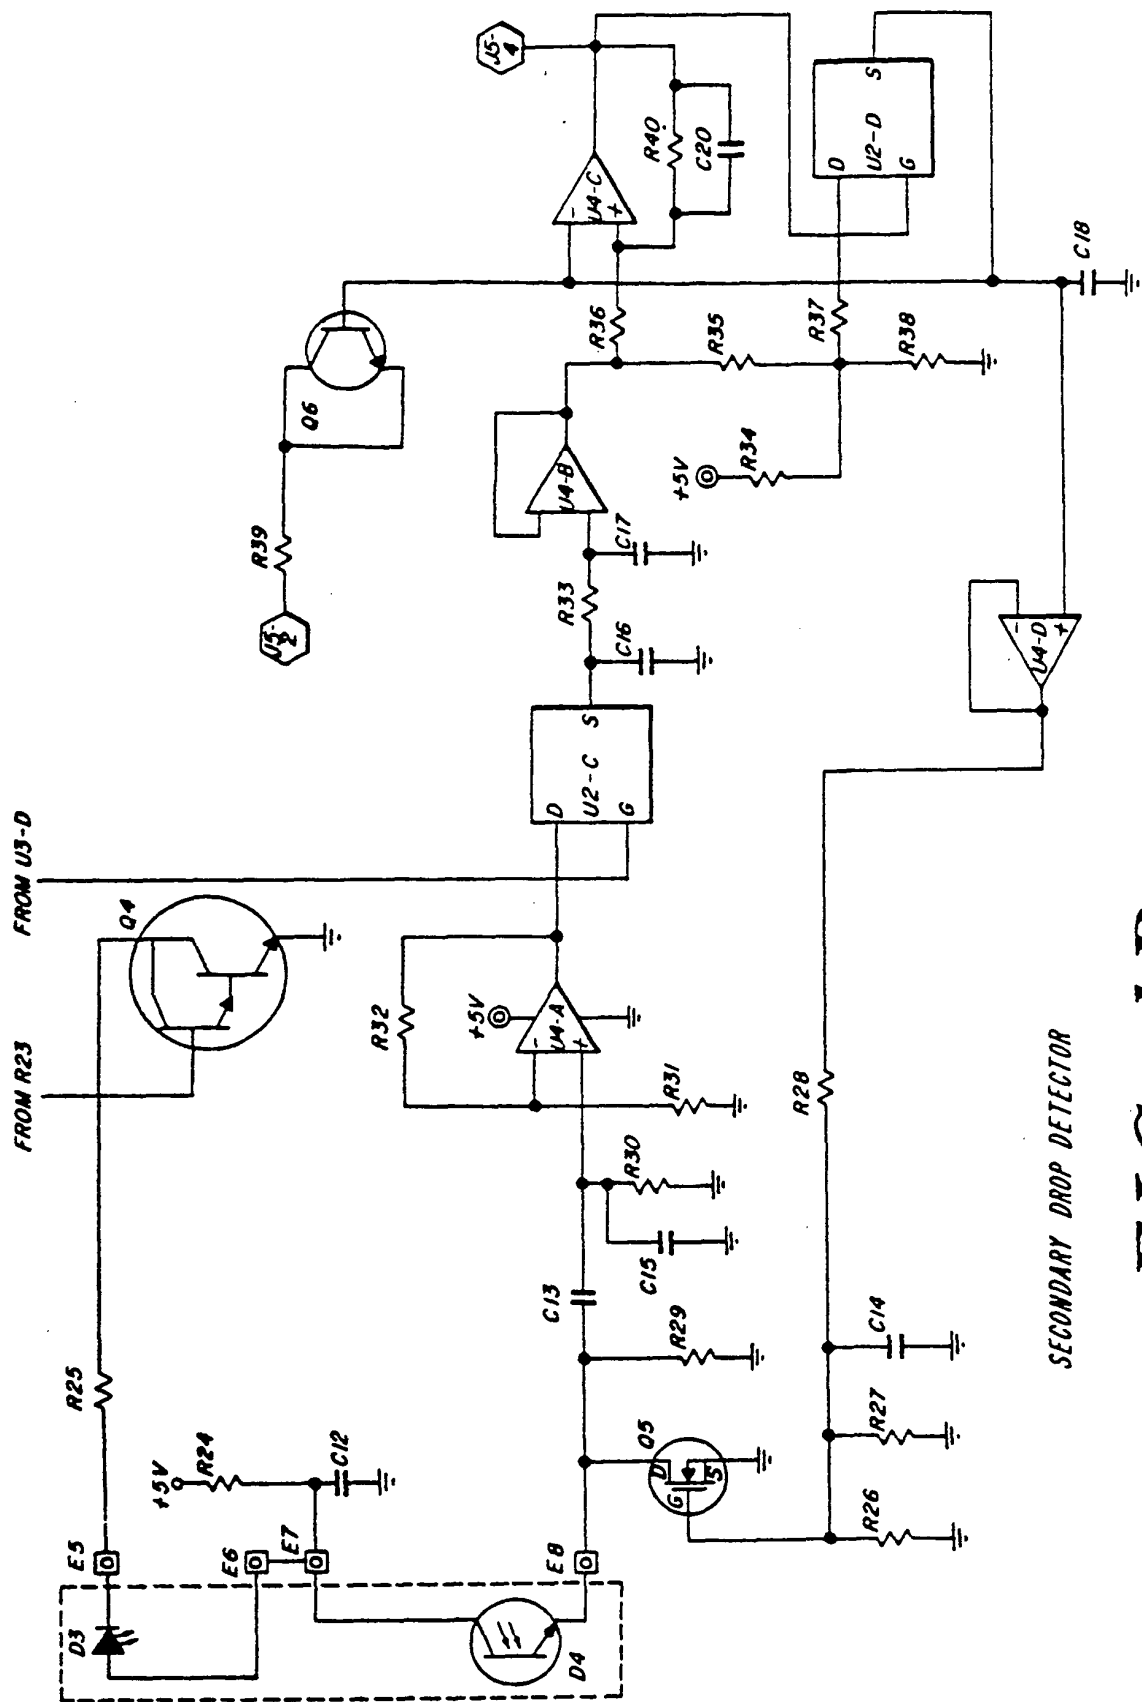 FROM R23
FROM U3-D
D3
E5
R25
Q4
+5V
R24
E6
E7
C12
J5-
2
R39
Q6
R32
+5V
D4
E8
C13
-
U4-A
+
D
U2-C
S
G
C16
R33
C17
U4-B
R36
-
U4-C
+
J5-
4
R40
C20
Q5
D
G
S
R29
C15
R30
R31
+5V
R34
R35
R26
R27
C14
R28
R37
R38
D
U2-D
S
G
-
U4-D
+
C18
SECONDARY DROP DETECTOR